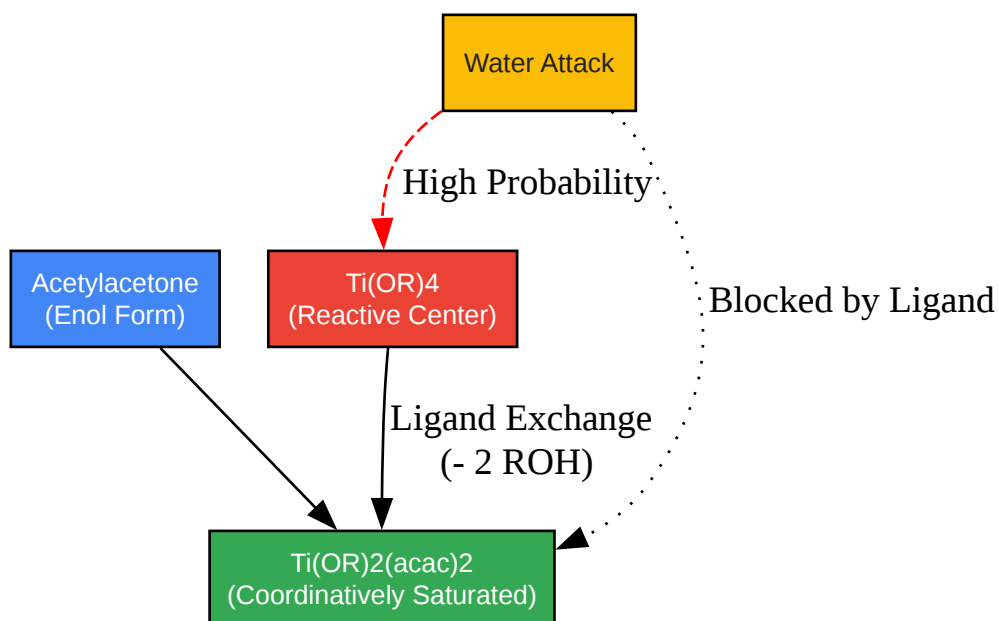 Water Attack
High Probability
Acetylacetone
(Enol Form)
Ti(OR)4
(Reactive Center)
Blocked by Ligand
Ligand Exchange
(- 2 ROH)
Ti(OR)2(acac)2
(Coordinatively Saturated)